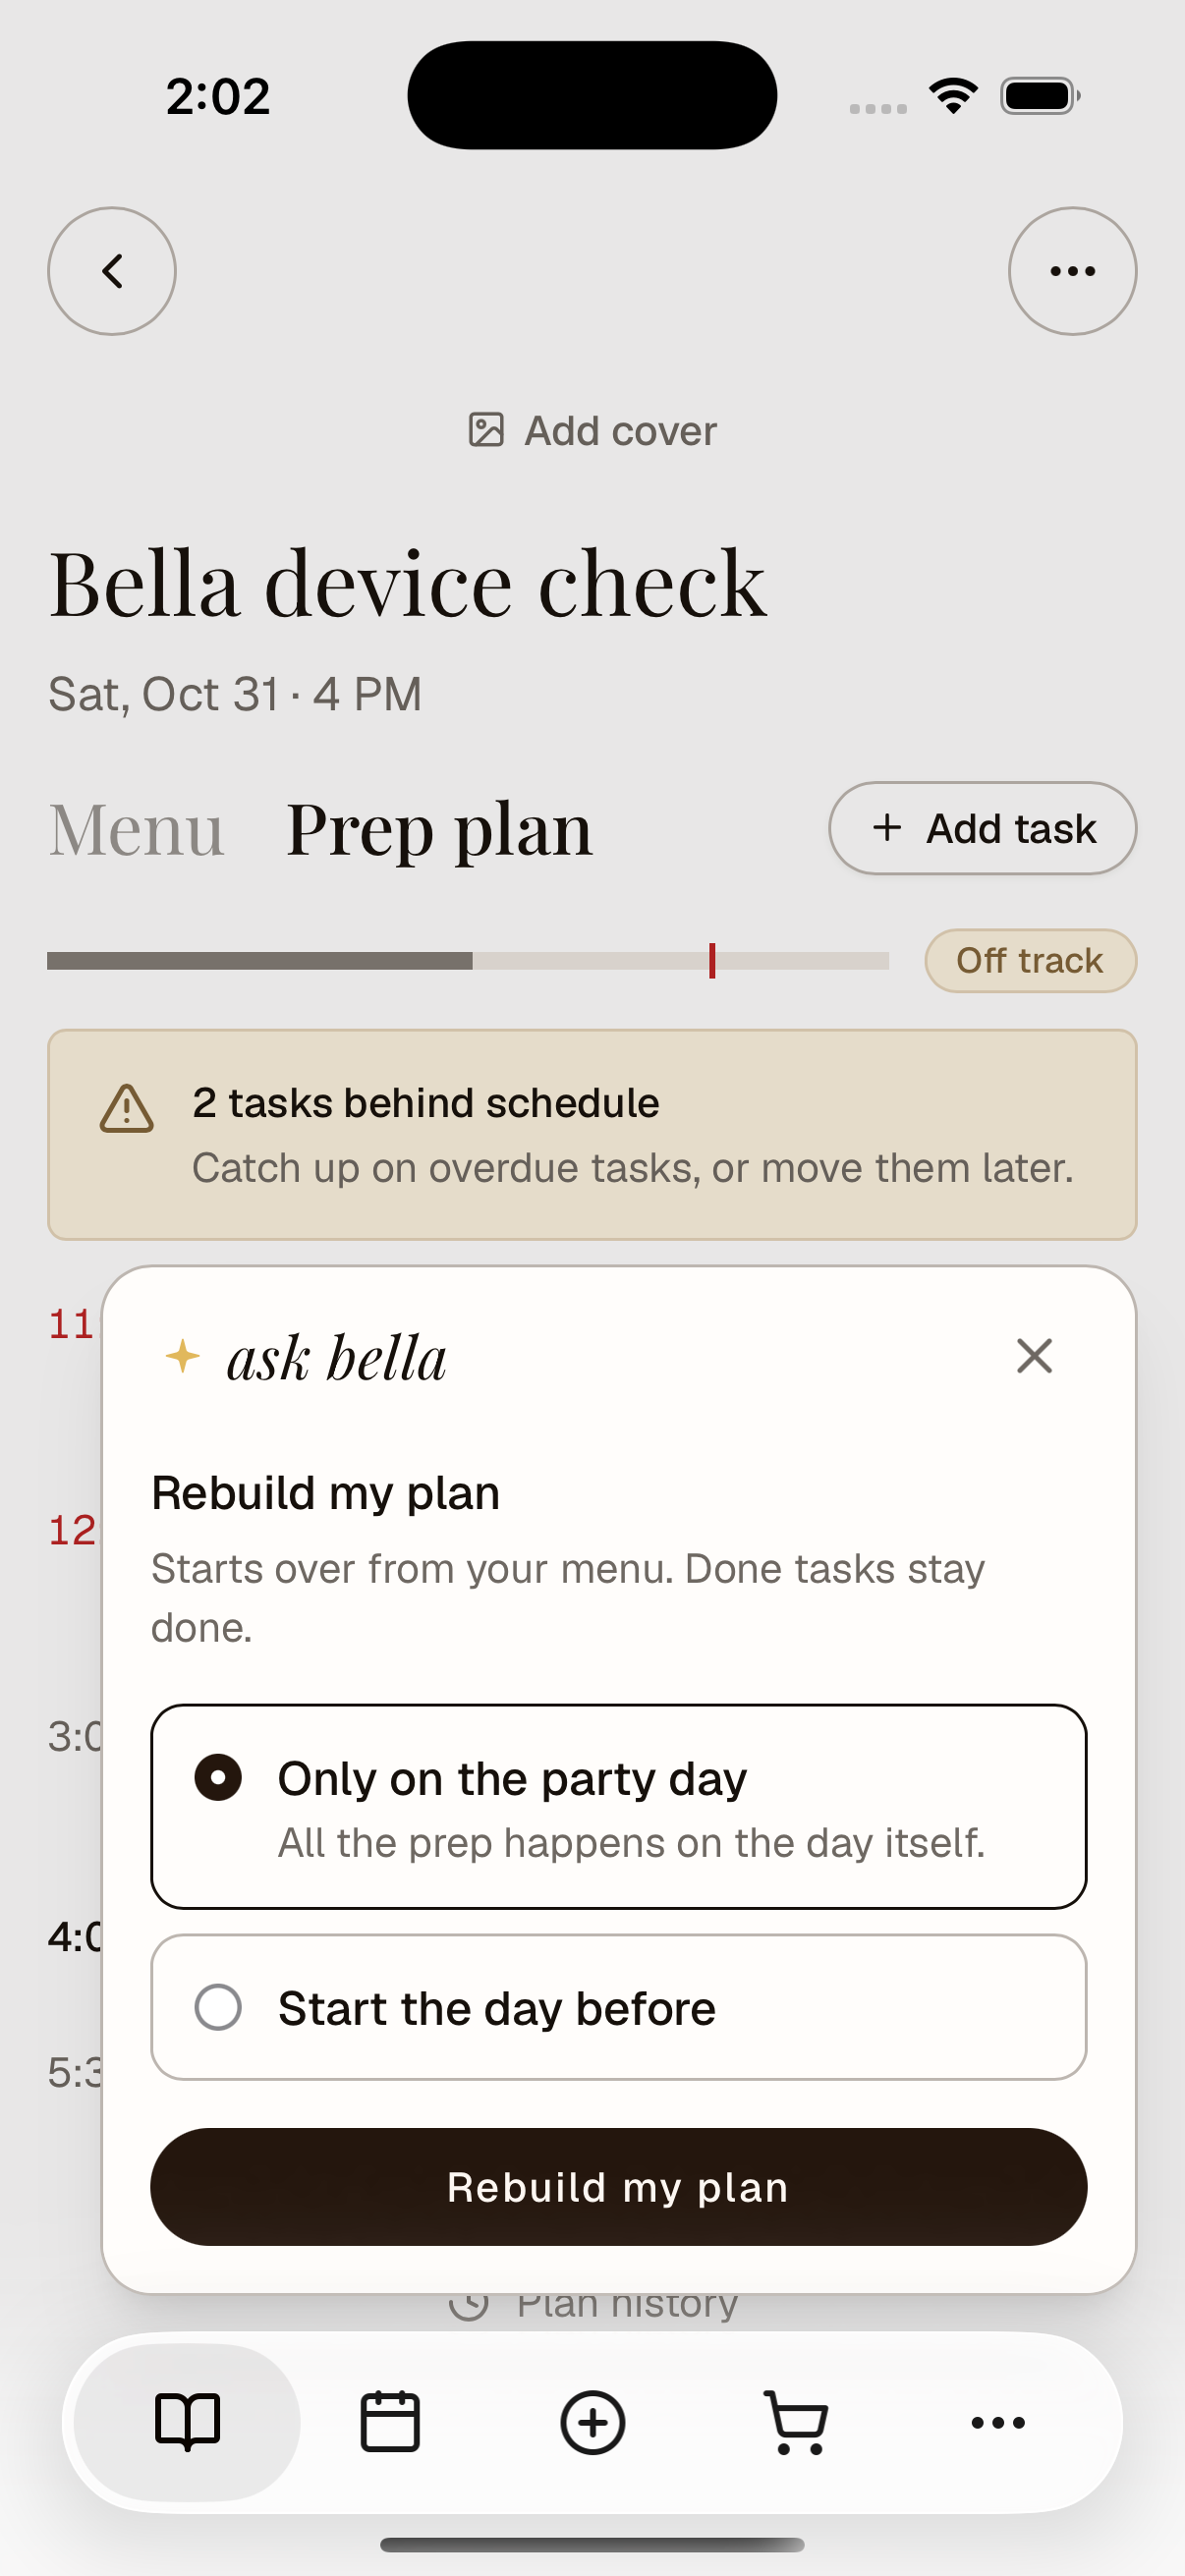 2:02
Add cover
Bella device check
Sat, Oct 31 · 4 PM
Menu Prep plan + Add task
Off track
2 tasks behind schedule
Catch up on overdue tasks, or move them later.
ask bella
Rebuild my plan
Starts over from your menu. Done tasks stay
done.
Only on the party day
All the prep happens on the day itself.
Start the day before
Rebuild my plan
Plan history